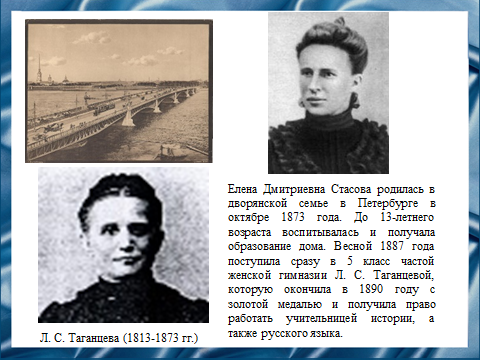 Елена Дмитриевна Стасова родилась в
дворянской семье в Петербурге в
октябре 1873 года. До 13-летнего
возраста воспитывалась и получала
образование дома. Весной 1887 года
поступила сразу в 5 класс частой
женской гимназии Л. С. Таганцевой,
которую окончила в 1890 году с
золотой медалью и получила право
работать учительницей истории, а
также русского языка.
Л. С. Таганцева (1813-1873 гг.)